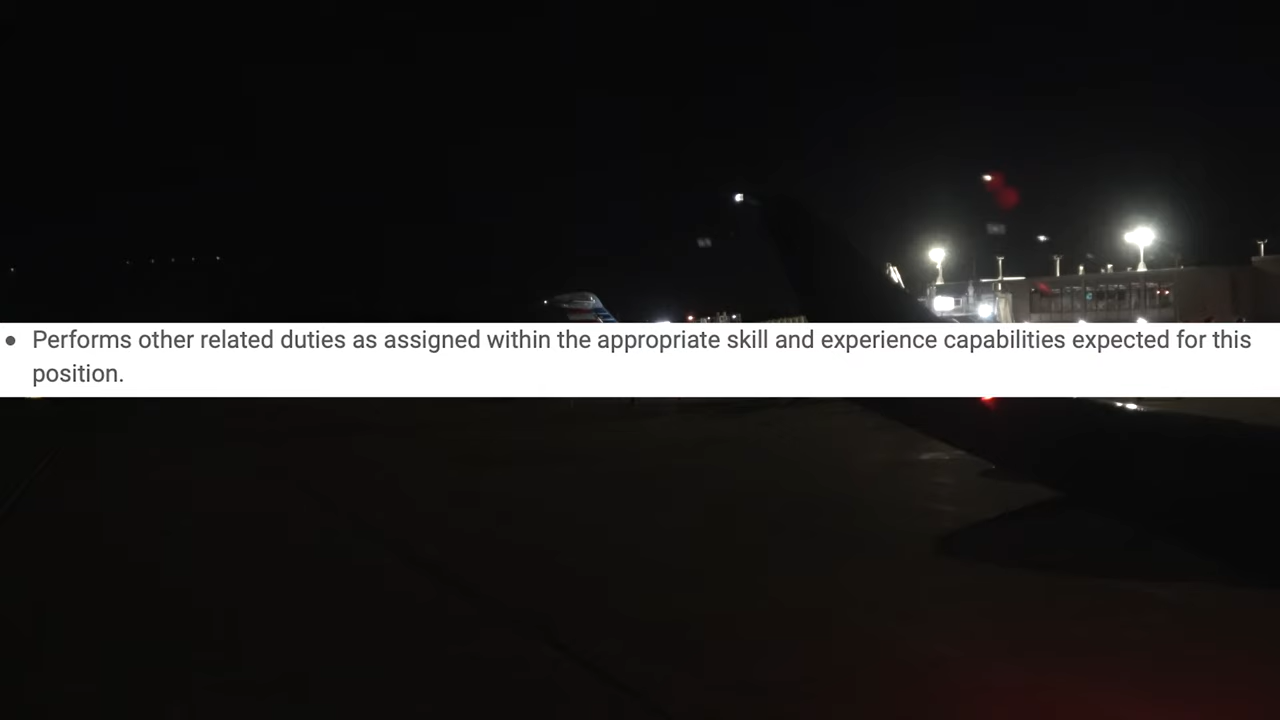 ● Performs other related duties as assigned within the appropriate skill and experience capabilities expected for this
position.